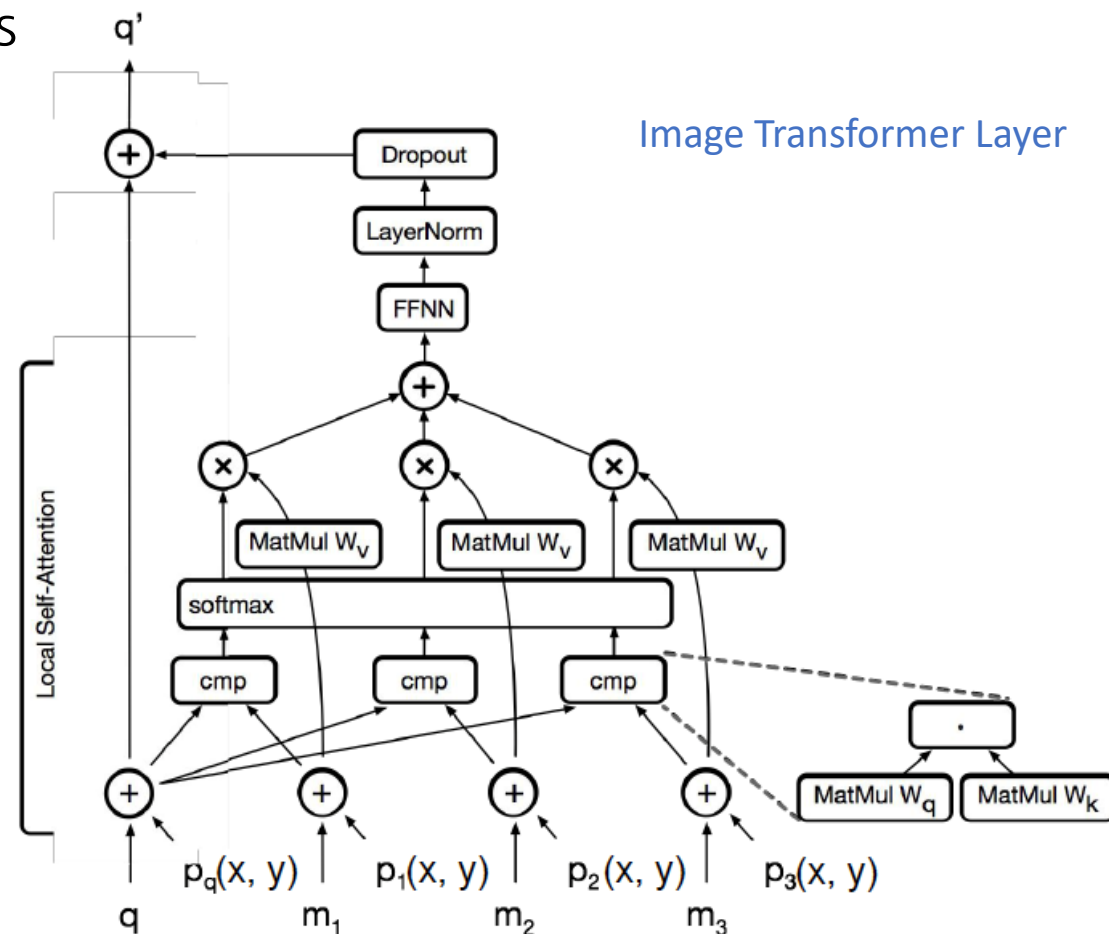 s
q’
Image Transformer Layer
+
Dropout
LayerNorm
FFNN
+
× × ×
MatMul Wv MatMul Wv MatMul Wv
softmax
Local Self-Attention
cmp cmp cmp
.
+ + + +
MatMul Wq MatMul Wk
pq(x, y) p1(x, y) p2(x, y) p3(x, y)
q m1 m2 m3